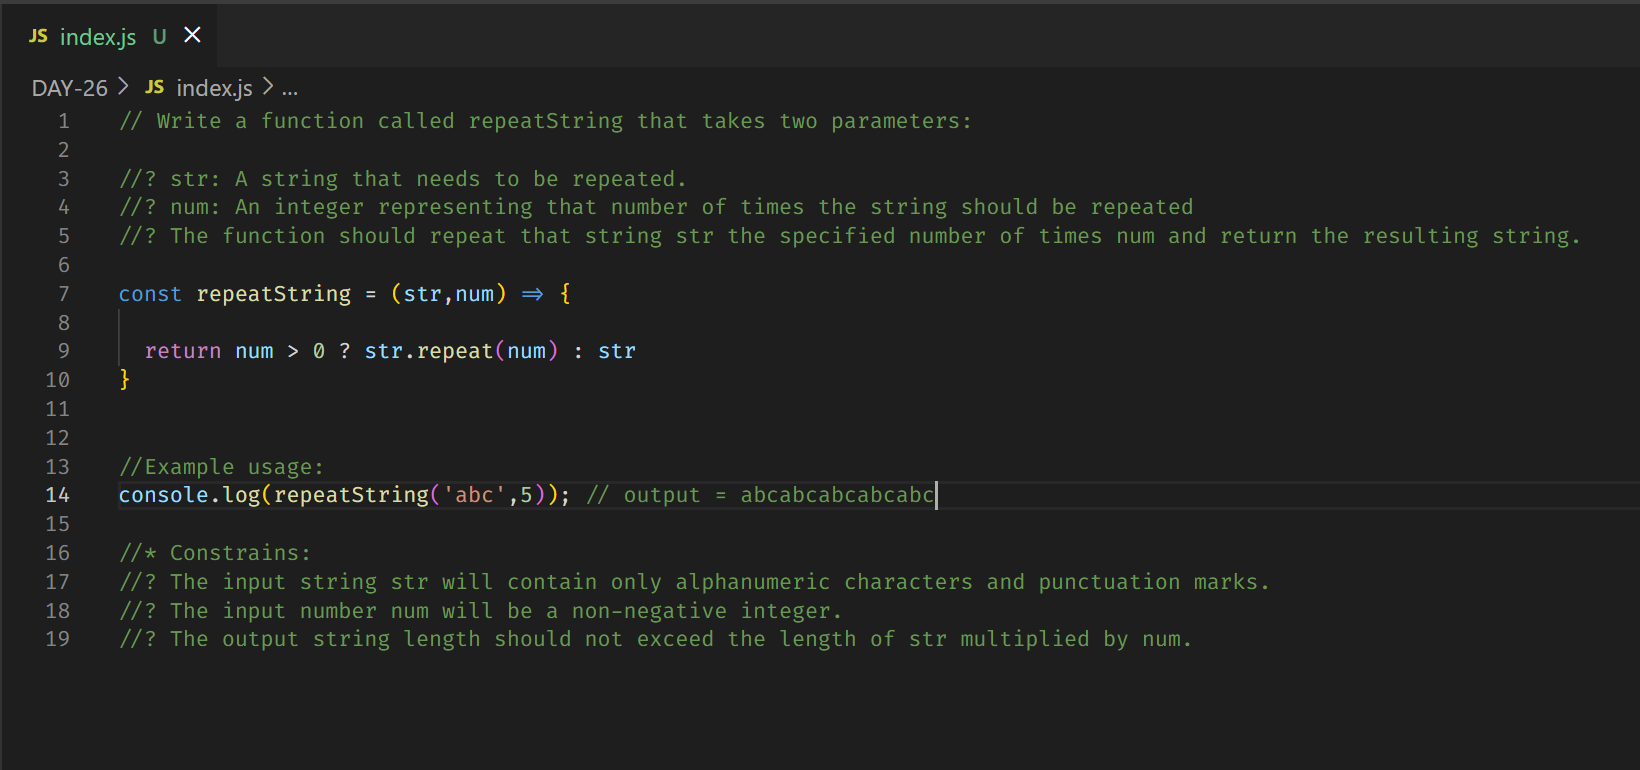 JS index.js U ×
DAY-26 > JS index.js > ...
1 // Write a function called repeatString that takes two parameters:
2
3 //? str: A string that needs to be repeated.
4 //? num: An integer representing that number of times the string should be repeated
5 //? The function should repeat that string str the specified number of times num and return the resulting string.
6
7 const repeatString = (str,num) => {
8
9 return num > 0 ? str.repeat(num) : str
10 }
11
12
13 //Example usage:
14 console.log(repeatString('abc',5)); // output = abcabcabcabcabc
15
16 //* Constrains:
17 //? The input string str will contain only alphanumeric characters and punctuation marks.
18 //? The input number num will be a non-negative integer.
19 //? The output string length should not exceed the length of str multiplied by num.